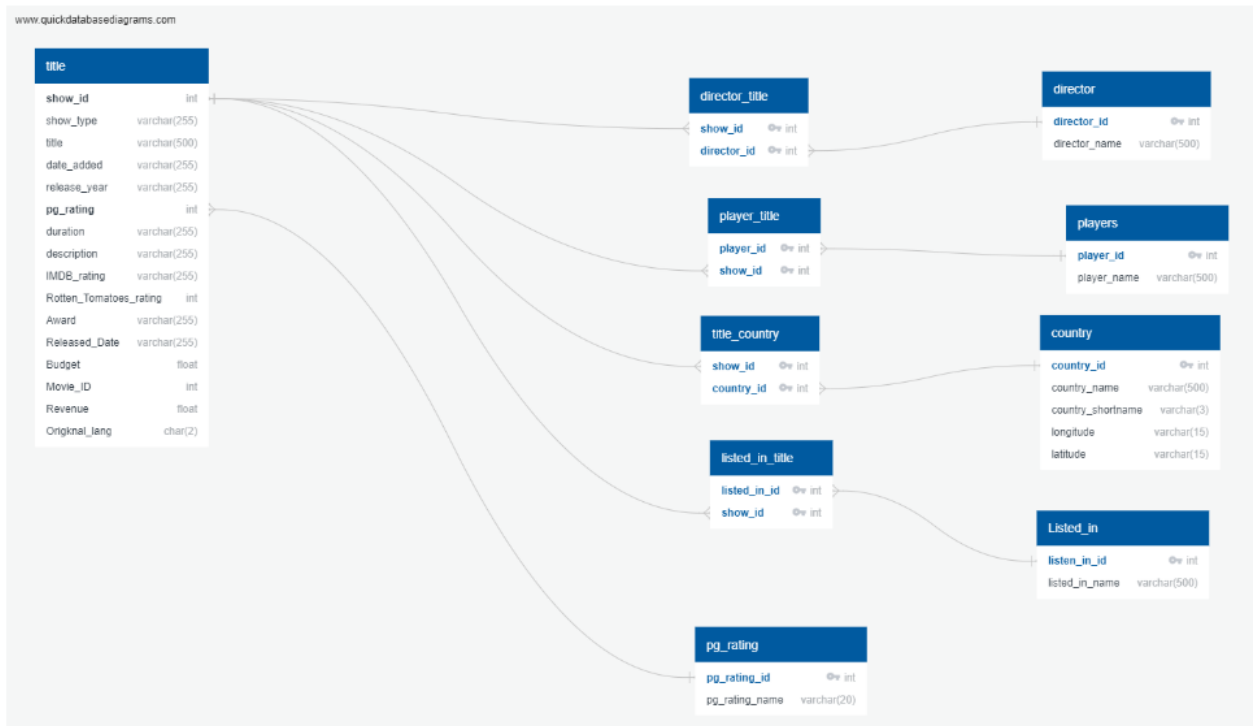 www.quickdatabasediagrams.com
title
show_id int
show_type varchar(255)
title varchar(500)
date_added varchar(255)
release_year varchar(255)
pg_rating int
duration varchar(255)
description varchar(255)
IMDB_rating varchar(255)
Rotten_Tomatoes_rating int
Award varchar(255)
Released_Date varchar(255)
Budget float
Movie_ID int
Revenue float
Origknal_lang char(2)
director_title
show_id int
director_id int
director
director_id int
director_name varchar(500)
player_title
player_id int
show_id int
players
player_id int
player_name varchar(500)
title_country
show_id int
country_id int
country
country_id int
country_name varchar(500)
country_shortname varchar(3)
longitude varchar(15)
latitude varchar(15)
listed_in_title
listed_in_id int
show_id int
Listed_in
listen_in_id int
listed_in_name varchar(500)
pg_rating
pg_rating_id int
pg_rating_name varchar(20)